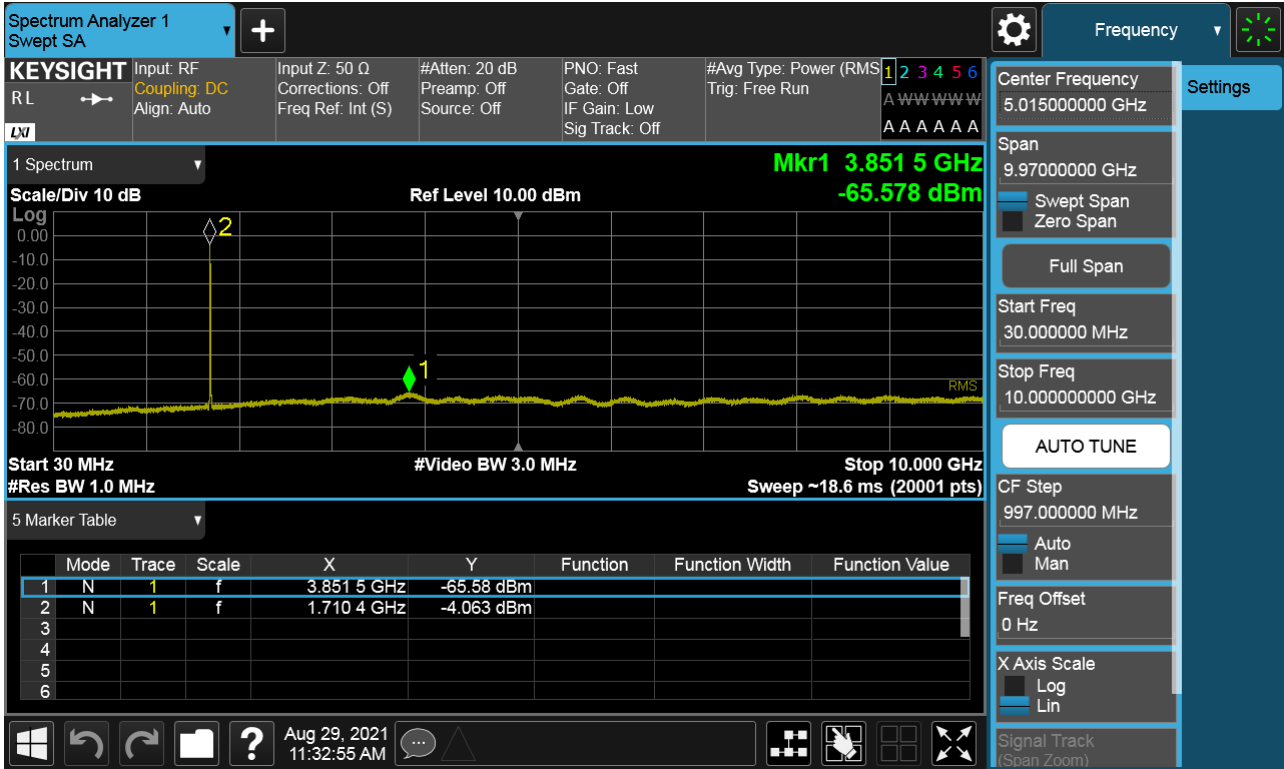 Spectrum Analyzer 1
Swept SA
Frequency
KEYSIGHT
R L
LXI
Input: RF
Coupling: DC
Align: Auto
Input Z: 50 Ω
Corrections: Off
Freq Ref: Int (S)
#Atten: 20 dB
Preamp: Off
Source: Off
PNO: Fast
Gate: Off
IF Gain: Low
Sig Track: Off
#Avg Type: Power (RMS
Trig: Free Run
1 2 3 4 5 6
A W W W W W
A A A A A A
1 Spectrum
Mkr1 3.851 5 GHz
-65.578 dBm
Scale/Div 10 dB
Ref Level 10.00 dBm
Log
0.00
-10.0
-20.0
-30.0
-40.0
-50.0
-60.0
-70.0
-80.0
2
1
RMS
Start 30 MHz
#Video BW 3.0 MHz
Stop 10.000 GHz
#Res BW 1.0 MHz
Sweep ~18.6 ms (20001 pts)
5 Marker Table
Mode Trace Scale X Y Function Function Width Function Value
1 N 1 f 3.851 5 GHz -65.58 dBm
2 N 1 f 1.710 4 GHz -4.063 dBm
3
4
5
6
?
Aug 29, 2021
11:32:55 AM
Center Frequency
5.015000000 GHz
Settings
Span
9.97000000 GHz
Swept Span
Zero Span
Full Span
Start Freq
30.000000 MHz
Stop Freq
10.000000000 GHz
AUTO TUNE
CF Step
997.000000 MHz
Auto
Man
Freq Offset
0 Hz
X Axis Scale
Log
Lin
Signal Track
(Span Zoom)